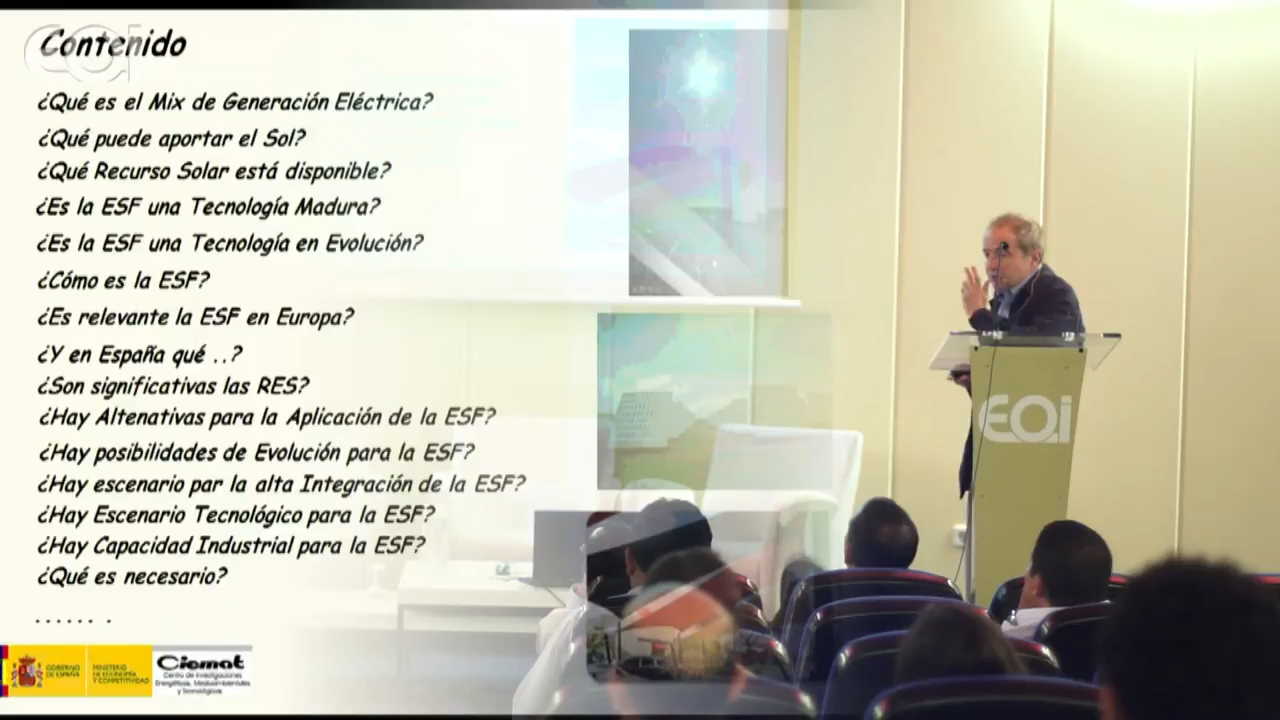 Contenido
eoi
¿Qué es el Mix de Generación Eléctrica?
¿Qué puede aportar el Sol?
¿Qué Recurso Solar está disponible?
¿Es la ESF una Tecnología Madura?
¿Es la ESF una Tecnología en Evolución?
¿Cómo es la ESF?
¿Es relevante la ESF en Europa?
¿Y en España qué ..?
¿Son significativas las RES?
¿Hay Altenativas para la Aplicación de la ESF?
¿Hay posibilidades de Evolución para la ESF?
¿Hay escenario par la alta Integración de la ESF?
¿Hay Escenario Tecnológico para la ESF?
¿Hay Capacidad Industrial para la ESF?
¿Qué es necesario?
...... .
GOBIERNO
DE ESPAÑA
MINISTERIO
DE ECONOMÍA
Y COMPETITIVIDAD
Ciemat
Centro de Investigaciones
Energéticas, Medioambientales
y Tecnológicas
eoi